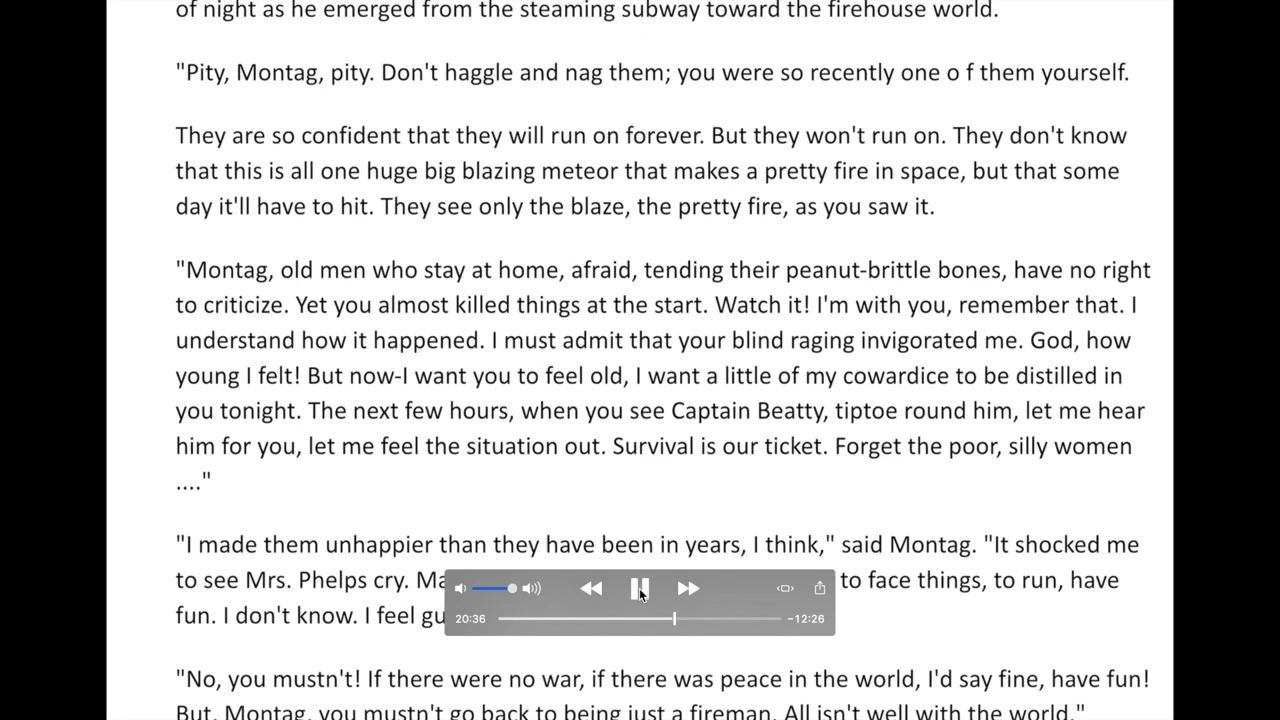 of night as he emerged from the steaming subway toward the firehouse world.
"Pity, Montag, pity. Don't haggle and nag them; you were so recently one o f them yourself.
They are so confident that they will run on forever. But they won't run on. They don't know
that this is all one huge big blazing meteor that makes a pretty fire in space, but that some
day it'll have to hit. They see only the blaze, the pretty fire, as you saw it.
"Montag, old men who stay at home, afraid, tending their peanut-brittle bones, have no right
to criticize. Yet you almost killed things at the start. Watch it! I'm with you, remember that. I
understand how it happened. I must admit that your blind raging invigorated me. God, how
young I felt! But now-I want you to feel old, I want a little of my cowardice to be distilled in
you tonight. The next few hours, when you see Captain Beatty, tiptoe round him, let me hear
him for you, let me feel the situation out. Survival is our ticket. Forget the poor, silly women
...."
"I made them unhappier than they have been in years, I think," said Montag. "It shocked me
to see Mrs. Phelps cry. to face things, to run, have
fun. I don't know. I feel
20:36 -12:26
"No, you mustn't! If there were no war, if there was peace in the world, I'd say fine, have fun!
But, Montag, you mustn't go back to being just a fireman. All isn't well with the world."